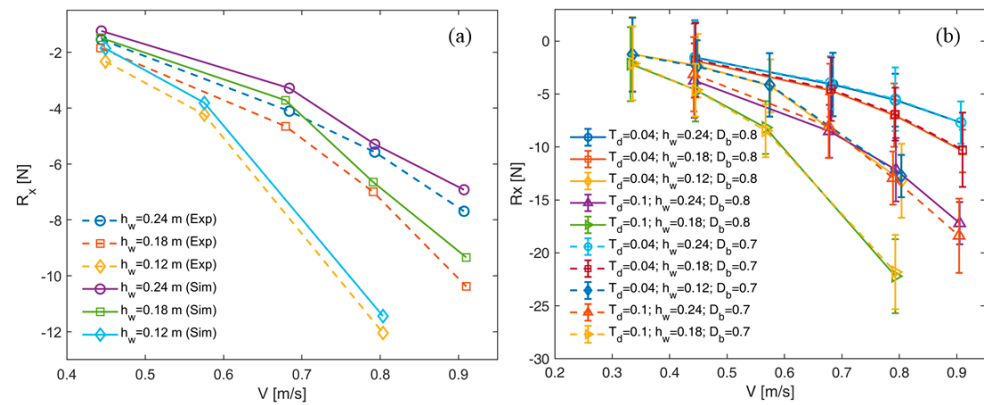 (a)
-2
-4
-6
-8
-10
-12
R_x [N]
h_w=0.24 m (Exp)
h_w=0.18 m (Exp)
h_w=0.12 m (Exp)
h_w=0.24 m (Sim)
h_w=0.18 m (Sim)
h_w=0.12 m (Sim)
0.4 0.5 0.6 0.7 0.8 0.9
V [m/s]
(b)
0
-5
-10
-15
-20
-25
-30
Rx [N]
T_d=0.04; h_w=0.24; D_b=0.8
T_d=0.04; h_w=0.18; D_b=0.8
T_d=0.04; h_w=0.12; D_b=0.8
T_d=0.1; h_w=0.24; D_b=0.8
T_d=0.1; h_w=0.18; D_b=0.8
T_d=0.04; h_w=0.24; D_b=0.7
T_d=0.04; h_w=0.18; D_b=0.7
T_d=0.04; h_w=0.12; D_b=0.7
T_d=0.1; h_w=0.24; D_b=0.7
T_d=0.1; h_w=0.18; D_b=0.7
0.2 0.3 0.4 0.5 0.6 0.7 0.8 0.9 1
V [m/s]